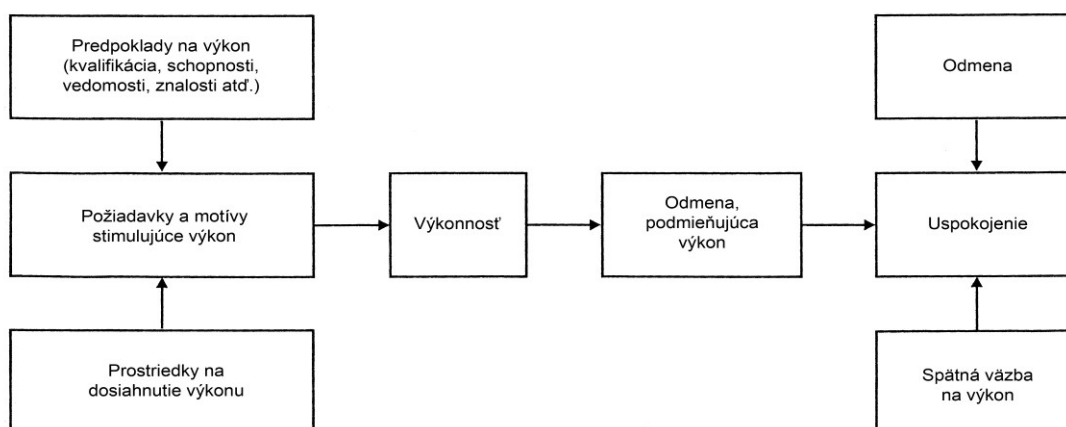 Predpoklady na výkon
(kvalifikácia, schopnosti,
vedomosti, znalosti atď.)
Odmena
Požiadavky a motívy
stimulujúce výkon
Výkonnosť
Odmena,
podmieňujúca
výkon
Uspokojenie
Prostriedky na
dosiahnutie výkonu
Spätná väzba
na výkon